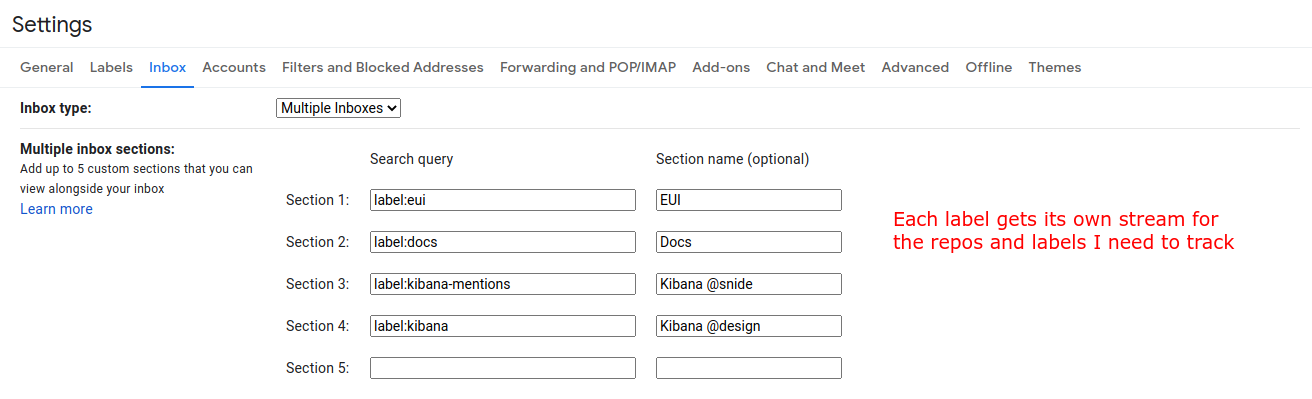 Settings
General Labels Inbox Accounts Filters and Blocked Addresses Forwarding and POP/IMAP Add-ons Chat and Meet Advanced Offline Themes
Inbox type: Multiple Inboxes
Multiple inbox sections:
Add up to 5 custom sections that you can
view alongside your inbox
Learn more
Search query Section name (optional)
Section 1: label:eui EUI
Section 2: label:docs Docs
Section 3: label:kibana-mentions Kibana @snide
Section 4: label:kibana Kibana @design
Section 5:
Each label gets its own stream for
the repos and labels I need to track